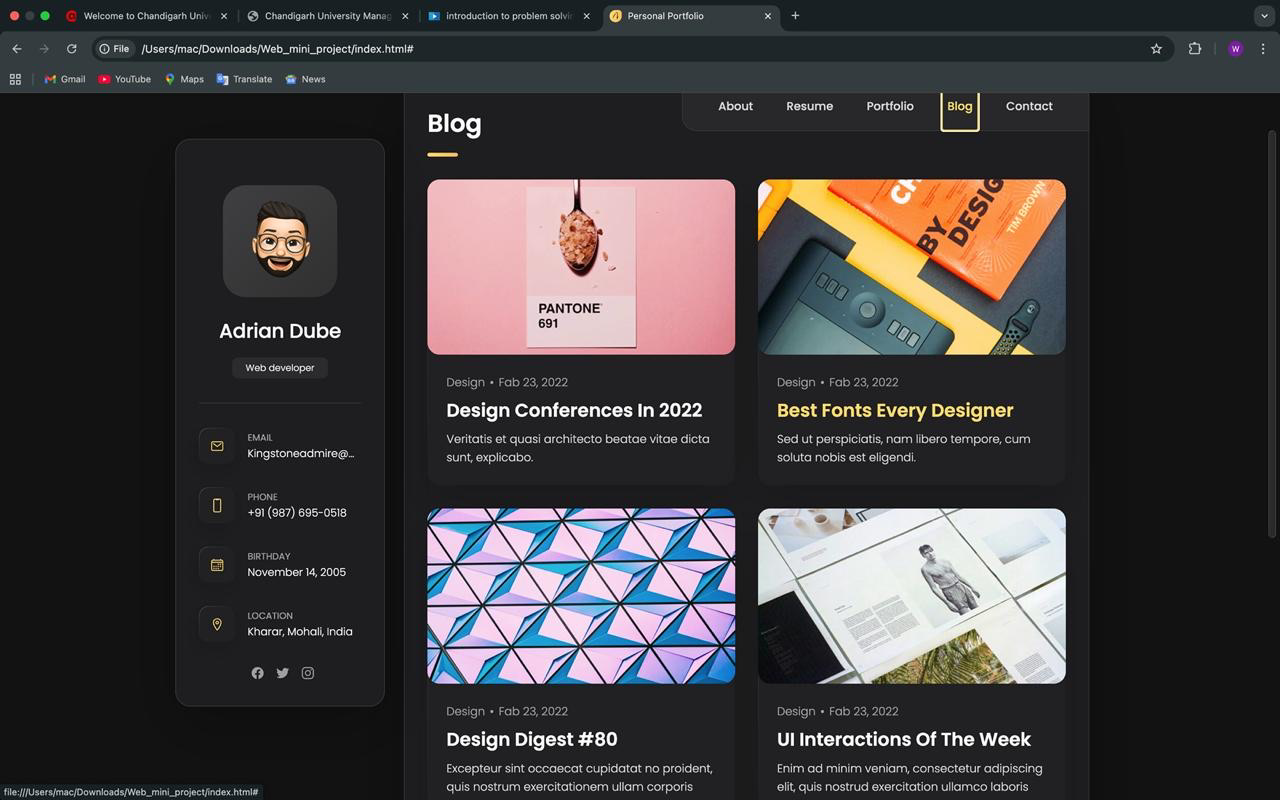 Welcome to Chandigarh Univ
Chandigarh University Manag
introduction to problem solvin
Personal Portfolio
File
/Users/mac/Downloads/Web_mini_project/index.html#
W
Gmail
YouTube
Maps
Translate
News
About
Resume
Portfolio
Blog
Contact
Adrian Dube
Web developer
EMAIL
Kingstoneadmire@...
PHONE
+91 (987) 695-0518
BIRTHDAY
November 14, 2005
LOCATION
Kharar, Mohali, India
Blog
PANTONE
691
Design • Fab 23, 2022
Design Conferences In 2022
Veritatis et quasi architecto beatae vitae dicta
sunt, explicabo.
BY
DESIG
TIM BROWN
Design • Fab 23, 2022
Best Fonts Every Designer
Sed ut perspiciatis, nam libero tempore, cum
soluta nobis est eligendi.
Design • Fab 23, 2022
Design Digest #80
Excepteur sint occaecat cupidatat no proident,
quis nostrum exercitationem ullam corporis
Design • Fab 23, 2022
UI Interactions Of The Week
Enim ad minim veniam, consectetur adipiscing
elit, quis nostrud exercitation ullamco laboris
file:///Users/mac/Downloads/Web_mini_project/index.html#